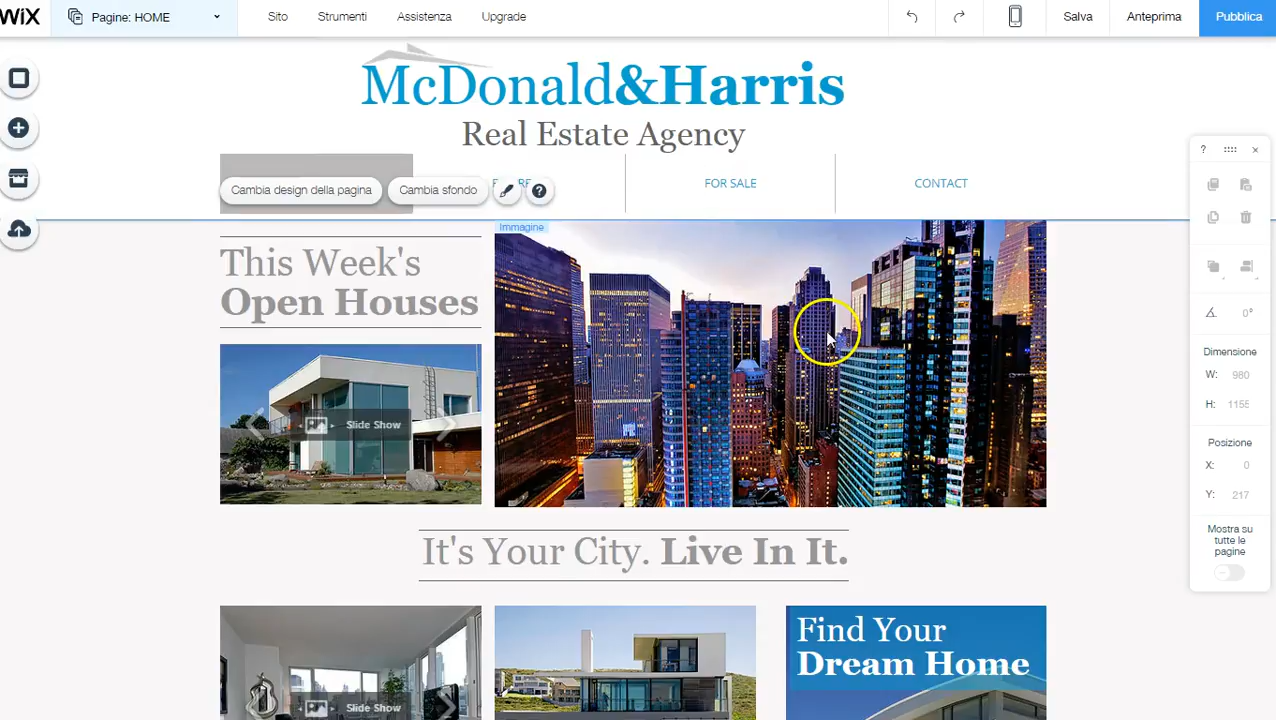 WiX
Pagine: HOME
Sito
Strumenti
Assistenza
Upgrade
Salva
Anteprima
Pubblica
McDonald&Harris
Real Estate Agency
Cambia design della pagina
Cambia sfondo
?
FOR SALE
CONTACT
Immagine
This Week's
Open Houses
Slide Show
It's Your City. Live In It.
Slide Show
Find Your
Dream Home
?
0°
Dimensione
W: 980
H: 1155
Posizione
X: 0
Y: 217
Mostra su
tutte le
pagine